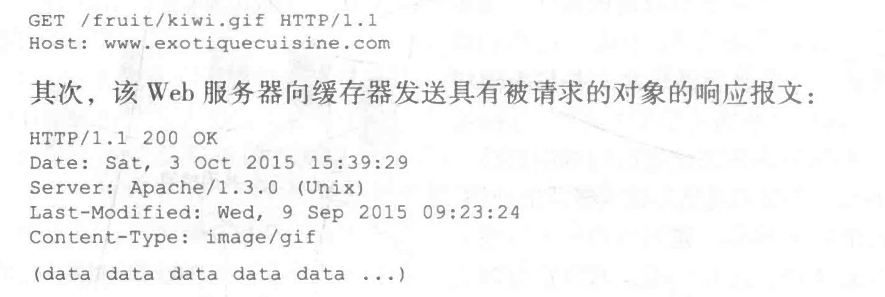 GET /fruit/kiwi.gif HTTP/1.1
Host: www.exotiquecuisine.com
其次，该 Web 服务器向缓存器发送具有被请求的对象的响应报文：
HTTP/1.1 200 OK
Date: Sat, 3 Oct 2015 15:39:29
Server: Apache/1.3.0 (Unix)
Last-Modified: Wed, 9 Sep 2015 09:23:24
Content-Type: image/gif
(data data data data data ...)